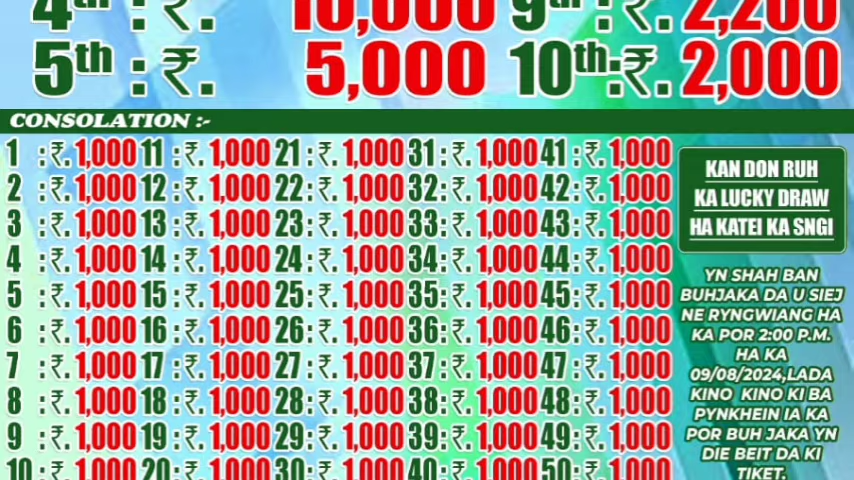 4th : ₹. 10,000 9th : ₹. 2,200
5th : ₹. 5,000 10th : ₹. 2,000
CONSOLATION :-
1 : ₹. 1,000 11 : ₹. 1,000 21 : ₹. 1,000 31 : ₹. 1,000 41 : ₹. 1,000
2 : ₹. 1,000 12 : ₹. 1,000 22 : ₹. 1,000 32 : ₹. 1,000 42 : ₹. 1,000
3 : ₹. 1,000 13 : ₹. 1,000 23 : ₹. 1,000 33 : ₹. 1,000 43 : ₹. 1,000
4 : ₹. 1,000 14 : ₹. 1,000 24 : ₹. 1,000 34 : ₹. 1,000 44 : ₹. 1,000
5 : ₹. 1,000 15 : ₹. 1,000 25 : ₹. 1,000 35 : ₹. 1,000 45 : ₹. 1,000
6 : ₹. 1,000 16 : ₹. 1,000 26 : ₹. 1,000 36 : ₹. 1,000 46 : ₹. 1,000
7 : ₹. 1,000 17 : ₹. 1,000 27 : ₹. 1,000 37 : ₹. 1,000 47 : ₹. 1,000
8 : ₹. 1,000 18 : ₹. 1,000 28 : ₹. 1,000 38 : ₹. 1,000 48 : ₹. 1,000
9 : ₹. 1,000 19 : ₹. 1,000 29 : ₹. 1,000 39 : ₹. 1,000 49 : ₹. 1,000
10 : ₹. 1,000 20 : ₹. 1,000 30 : ₹. 1,000 40 : ₹. 1,000 50 : ₹. 1,000
KAN DON RUH
KA LUCKY DRAW
HA KATEI KA SNGI
YN SHAH BAN
BUHJAKA DA U SIEJ
NE RYNGWIANG HA
KA POR 2:00 P.M.
HA KA
09/08/2024,LADA
KINO KINO KI BA
PYNKHEIN IA KA
POR BUH JAKA YN
DIE BEIT DA KI
TIKET.